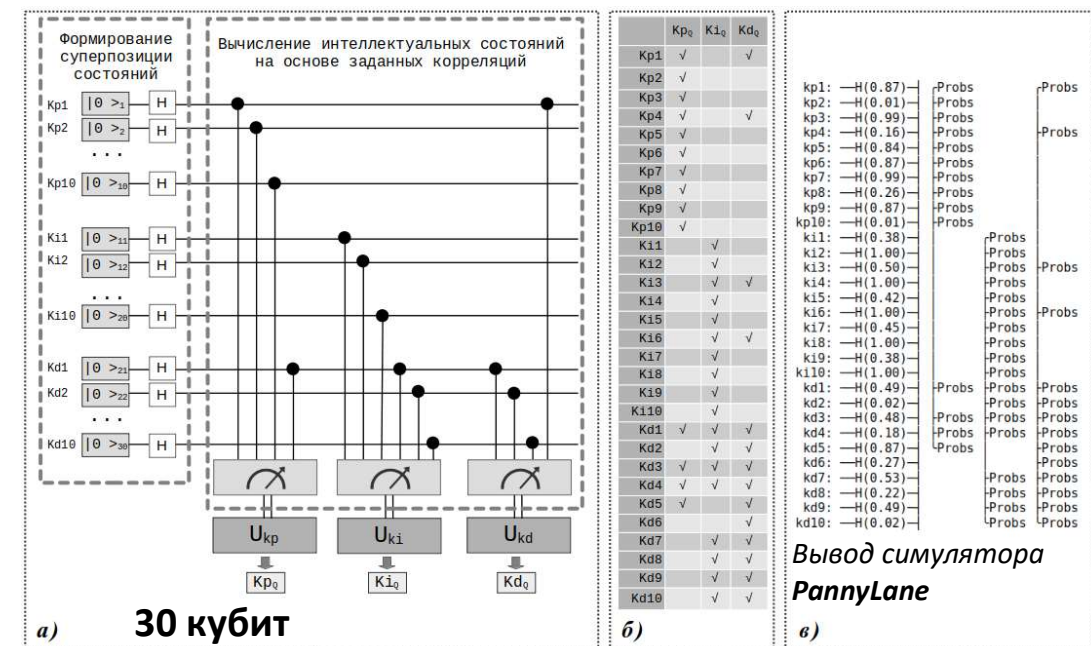 Формирование
суперпозиции
состояний
Вычисление интеллектуальных состояний
на основе заданных корреляций
Kp1 |0 >₁ H
Kp2 |0 >₂ H
...
Kp10 |0 >₁₀ H
Ki1 |0 >₁₁ H
Ki2 |0 >₁₂ H
...
Ki10 |0 >₂₀ H
Kd1 |0 >₂₁ H
Kd2 |0 >₂₂ H
...
Kd10 |0 >₃₀ H
Ukp Uki Ukd
KpQ KiQ KdQ
а) 30 кубит
KpQ KiQ KdQ
Kp1 √ √
Kp2 √
Kp3 √
Kp4 √ √
Kp5 √
Kp6 √
Kp7 √
Kp8 √
Kp9 √
Kp10 √
Ki1 √
Ki2 √
Ki3 √ √
Ki4 √
Ki5 √
Ki6 √ √
Ki7 √
Ki8 √
Ki9 √
Ki10 √
Kd1 √ √ √
Kd2 √ √
Kd3 √ √ √
Kd4 √ √ √
Kd5 √ √
Kd6 √
Kd7 √ √
Kd8 √ √
Kd9 √ √
Kd10 √ √
б)
kp1: —H(0.87)—┤ ╭Probs ╭Probs
kp2: —H(0.01)—┤ ├Probs
kp3: —H(0.99)—┤ ├Probs
kp4: —H(0.16)—┤ ├Probs ├Probs
kp5: —H(0.84)—┤ ├Probs
kp6: —H(0.87)—┤ ├Probs
kp7: —H(0.99)—┤ ├Probs
kp8: —H(0.26)—┤ ├Probs
kp9: —H(0.87)—┤ ├Probs
kp10: —H(0.01)—┤ ├Probs
ki1: —H(0.38)—┤ ╭Probs
ki2: —H(1.00)—┤ ├Probs
ki3: —H(0.50)—┤ ├Probs ├Probs
ki4: —H(1.00)—┤ ├Probs
ki5: —H(0.42)—┤ ├Probs
ki6: —H(1.00)—┤ ├Probs ├Probs
ki7: —H(0.45)—┤ ├Probs
ki8: —H(1.00)—┤ ├Probs
ki9: —H(0.38)—┤ ├Probs
ki10: —H(1.00)—┤ ├Probs
kd1: —H(0.49)—┤ ├Probs ├Probs ├Probs
kd2: —H(0.02)—┤ ├Probs ├Probs
kd3: —H(0.48)—┤ ├Probs ├Probs ├Probs
kd4: —H(0.18)—┤ ├Probs ├Probs ├Probs
kd5: —H(0.87)—┤ ╰Probs ├Probs
kd6: —H(0.27)—┤ ├Probs
kd7: —H(0.53)—┤ ├Probs ├Probs
kd8: —H(0.22)—┤ ├Probs ├Probs
kd9: —H(0.49)—┤ ├Probs ├Probs
kd10: —H(0.02)—┤ ╰Probs ╰Probs
Вывод симулятора
PannyLane
в)